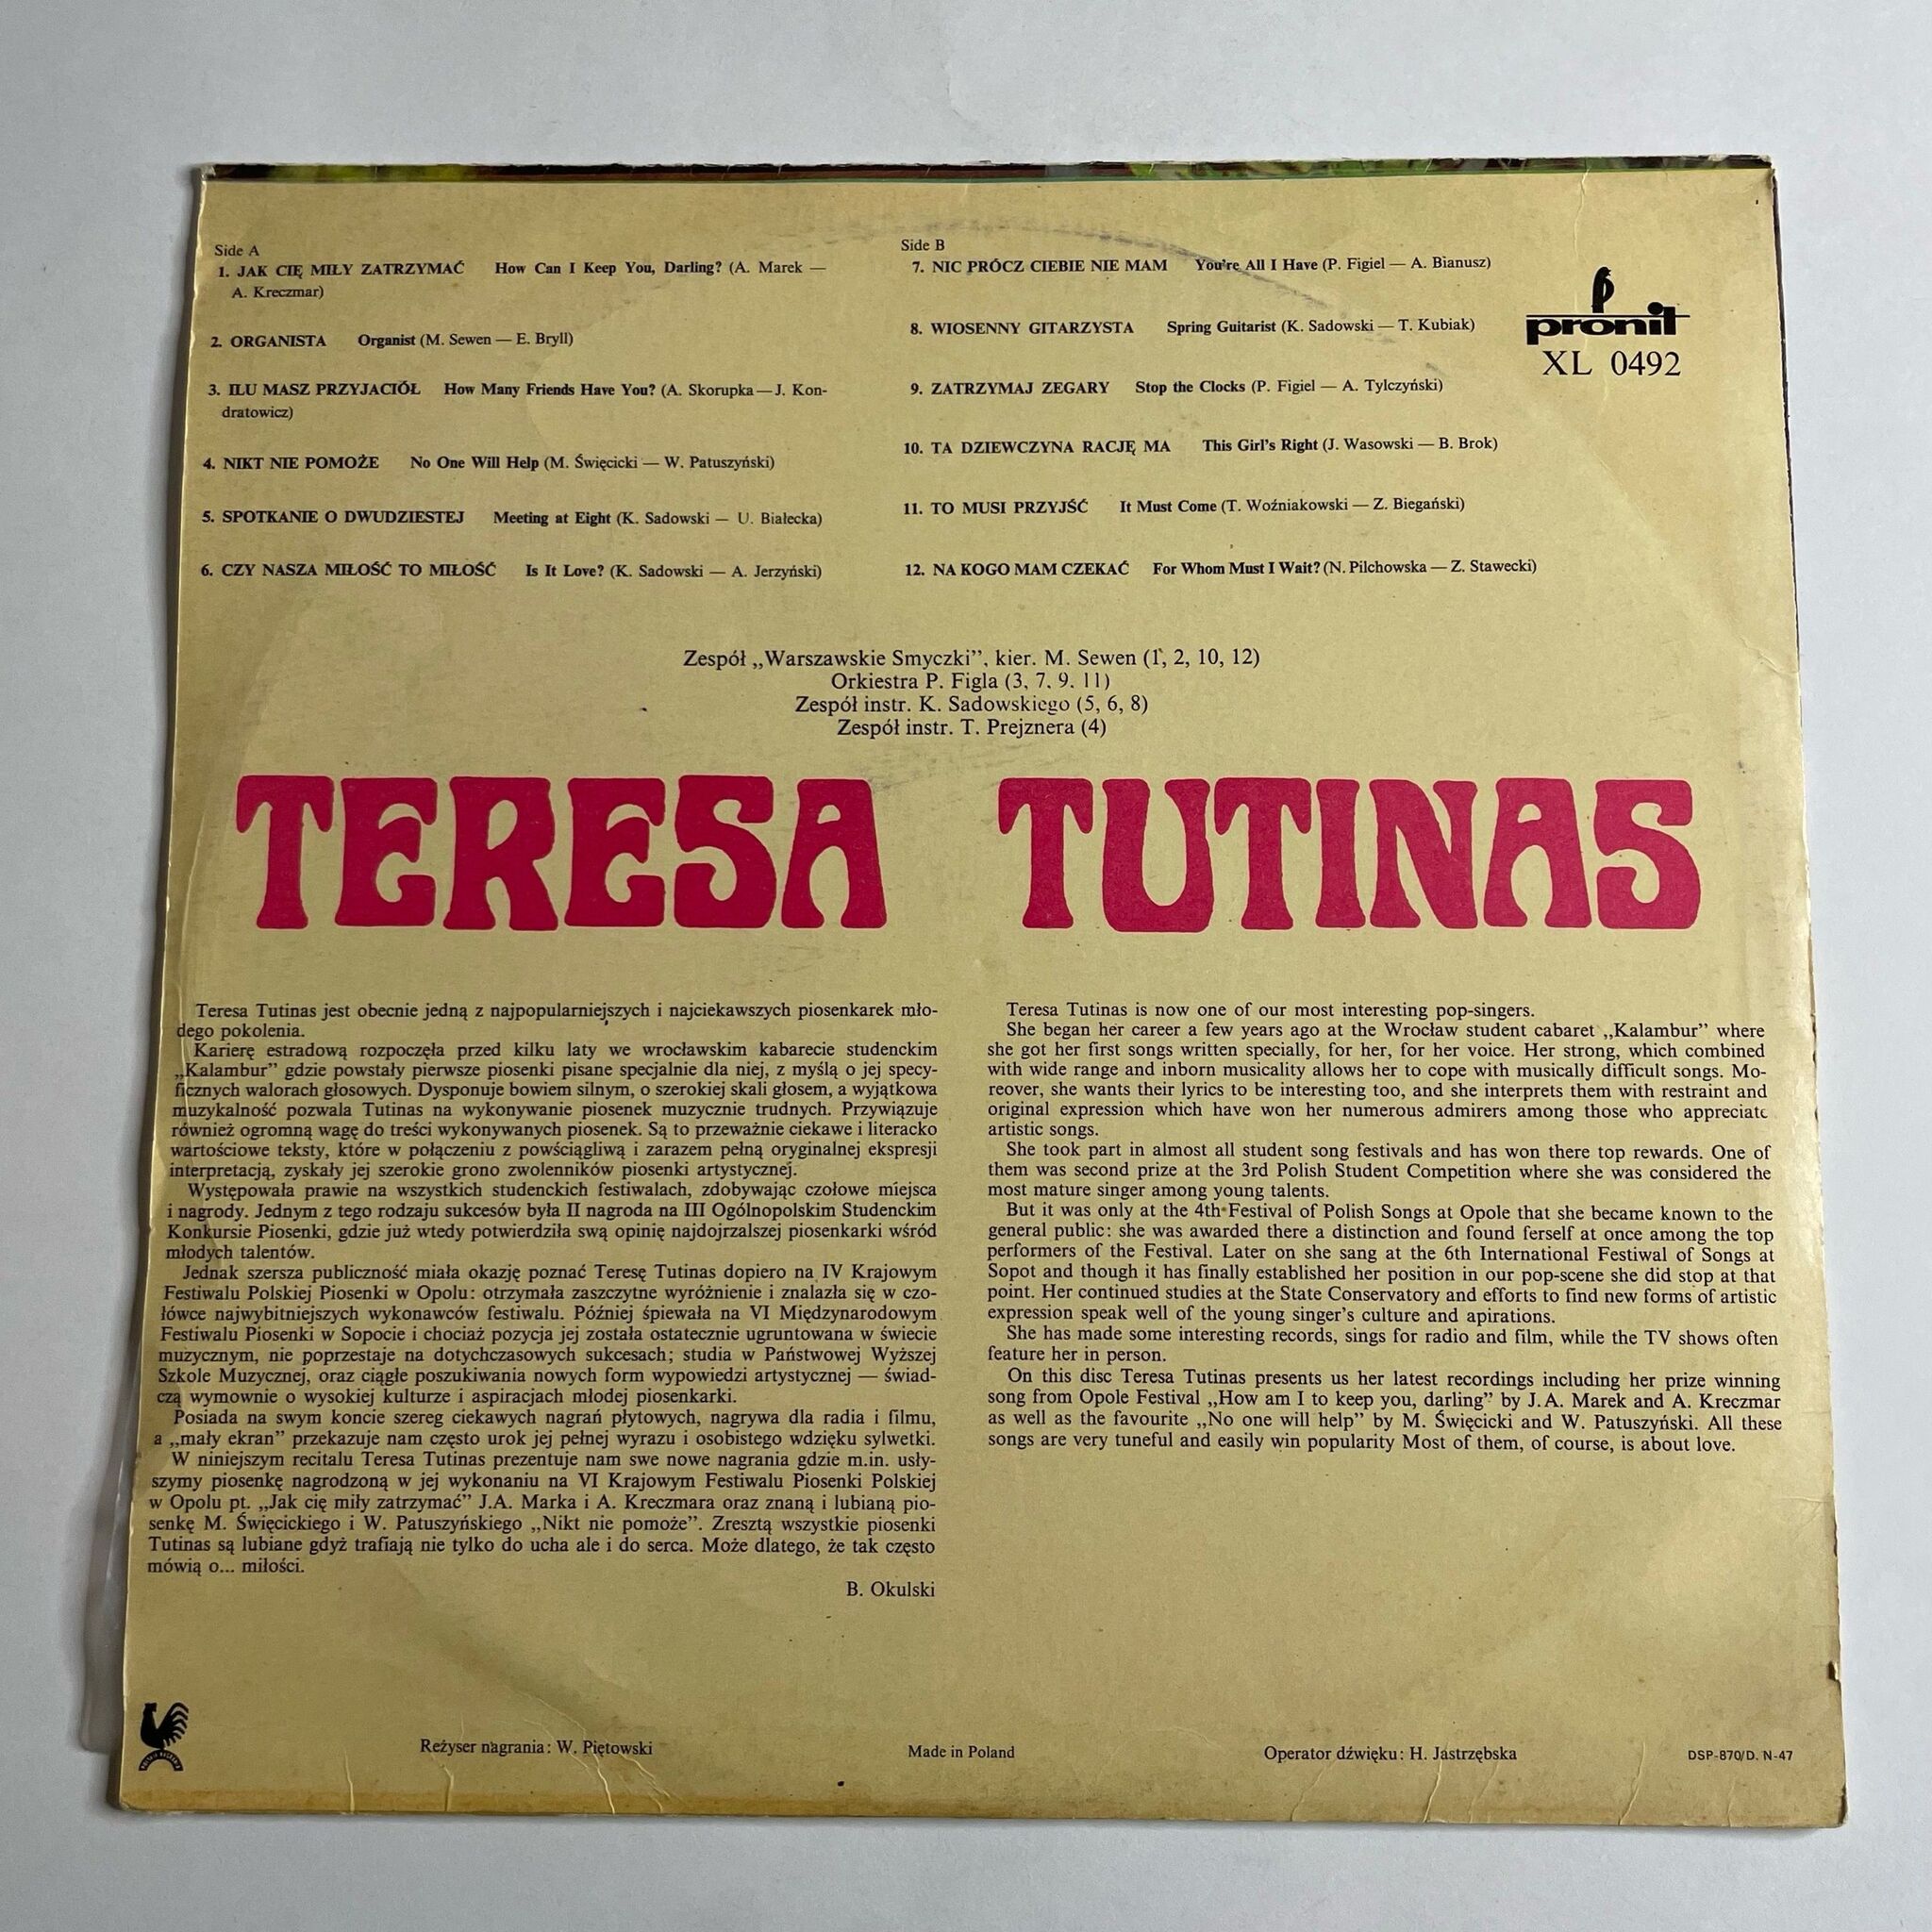 Side A
1. JAK CIĘ MIŁY ZATRZYMAĆ How Can I Keep You, Darling? (A. Marek —
A. Kreczmar)
2. ORGANISTA Organist (M. Sewen — E. Bryll)
3. ILU MASZ PRZYJACIÓŁ How Many Friends Have You? (A. Skorupka — J. Kon-
dratowicz)
4. NIKT NIE POMOŻE No One Will Help (M. Święcicki — W. Patuszyński)
5. SPOTKANIE O DWUDZIESTEJ Meeting at Eight (K. Sadowski — U. Białecka)
6. CZY NASZA MIŁOŚĆ TO MIŁOŚĆ Is It Love? (K. Sadowski — A. Jerzyński)
Side B
7. NIC PRÓCZ CIEBIE NIE MAM You're All I Have (P. Figiel — A. Bianusz)
8. WIOSENNY GITARZYSTA Spring Guitarist (K. Sadowski — T. Kubiak)
9. ZATRZYMAJ ZEGARY Stop the Clocks (P. Figiel — A. Tylczyński)
10. TA DZIEWCZYNA RACJĘ MA This Girl's Right (J. Wasowski — B. Brok)
11. TO MUSI PRZYJŚĆ It Must Come (T. Woźniakowski — Z. Biegański)
12. NA KOGO MAM CZEKAĆ For Whom Must I Wait? (N. Pilchowska — Z. Stawecki)
pronit
XL 0492
Zespół „Warszawskie Smyczki”, kier. M. Sewen (1, 2, 10, 12)
Orkiestra P. Figla (3, 7. 9. 11)
Zespół instr. K. Sadowskiego (5, 6, 8)
Zespół instr. T. Prejznera (4)
TERESA TUTINAS
Teresa Tutinas jest obecnie jedną z najpopularniejszych i najciekawszych piosenkarek mło-
dego pokolenia.
Karierę estradową rozpoczęła przed kilku laty we wrocławskim kabarecie studenckim
„Kalambur” gdzie powstały pierwsze piosenki pisane specjalnie dla niej, z myślą o jej specy-
ficznych walorach głosowych. Dysponuje bowiem silnym, o szerokiej skali głosem, a wyjątkowa
muzykalność pozwala Tutinas na wykonywanie piosenek muzycznie trudnych. Przywiązuje
również ogromną wagę do treści wykonywanych piosenek. Są to przeważnie ciekawe i literacko
wartościowe teksty, które w połączeniu z powściągliwą i zarazem pełną oryginalnej ekspresji
interpretacją, zyskały jej szerokie grono zwolenników piosenki artystycznej.
Występowała prawie na wszystkich studenckich festiwalach, zdobywając czołowe miejsca
i nagrody. Jednym z tego rodzaju sukcesów była II nagroda na III Ogólnopolskim Studenckim
Konkursie Piosenki, gdzie już wtedy potwierdziła swą opinię najdojrzalszej piosenkarki wśród
młodych talentów.
Jednak szersza publiczność miała okazję poznać Teresę Tutinas dopiero na IV Krajowym
Festiwalu Polskiej Piosenki w Opolu: otrzymała zaszczytne wyróżnienie i znalazła się w czo-
łówce najwybitniejszych wykonawców festiwalu. Później śpiewała na VI Międzynarodowym
Festiwalu Piosenki w Sopocie i chociaż pozycja jej została ostatecznie ugruntowana w świecie
muzycznym, nie poprzestaje na dotychczasowych sukcesach; studia w Państwowej Wyższej
Szkole Muzycznej, oraz ciągłe poszukiwania nowych form wypowiedzi artystycznej — świad-
czą wymownie o wysokiej kulturze i aspiracjach młodej piosenkarki.
Posiada na swym koncie szereg ciekawych nagrań płytowych, nagrywa dla radia i filmu,
a „mały ekran” przekazuje nam często urok jej pełnej wyrazu i osobistego wdzięku sylwetki.
W niniejszym recitalu Teresa Tutinas prezentuje nam swe nowe nagrania gdzie m.in. usły-
szymy piosenkę nagrodzoną w jej wykonaniu na VI Krajowym Festiwalu Piosenki Polskiej
w Opolu pt. „Jak cię miły zatrzymać” J.A. Marka i A. Kreczmara oraz znaną i lubianą pio-
senkę M. Święcickiego i W. Patuszyńskiego „Nikt nie pomoże”. Zresztą wszystkie piosenki
Tutinas są lubiane gdyż trafiają nie tylko do ucha ale i do serca. Może dlatego, że tak często
mówią o... miłości.
B. Okulski
Teresa Tutinas is now one of our most interesting pop-singers.
She began her career a few years ago at the Wrocław student cabaret „Kalambur” where
she got her first songs written specially, for her, for her voice. Her strong, which combined
with wide range and inborn musicality allows her to cope with musically difficult songs. Mo-
reover, she wants their lyrics to be interesting too, and she interprets them with restraint and
original expression which have won her numerous admirers among those who appreciate
artistic songs.
She took part in almost all student song festivals and has won there top rewards. One of
them was second prize at the 3rd Polish Student Competition where she was considered the
most mature singer among young talents.
But it was only at the 4th Festival of Polish Songs at Opole that she became known to the
general public: she was awarded there a distinction and found ferself at once among the top
performers of the Festival. Later on she sang at the 6th International Festiwal of Songs at
Sopot and though it has finally established her position in our pop-scene she did stop at that
point. Her continued studies at the State Conservatory and efforts to find new forms of artistic
expression speak well of the young singer's culture and apirations.
She has made some interesting records, sings for radio and film, while the TV shows often
feature her in person.
On this disc Teresa Tutinas presents us her latest recordings including her prize winning
song from Opole Festival „How am I to keep you, darling” by J.A. Marek and A. Kreczmar
as well as the favourite „No one will help” by M. Święcicki and W. Patuszyński. All these
songs are very tuneful and easily win popularity Most of them, of course, is about love.
Reżyser nagrania: W. Piętowski
Made in Poland
Operator dźwięku: H. Jastrzębska
DSP-870/D. N-47